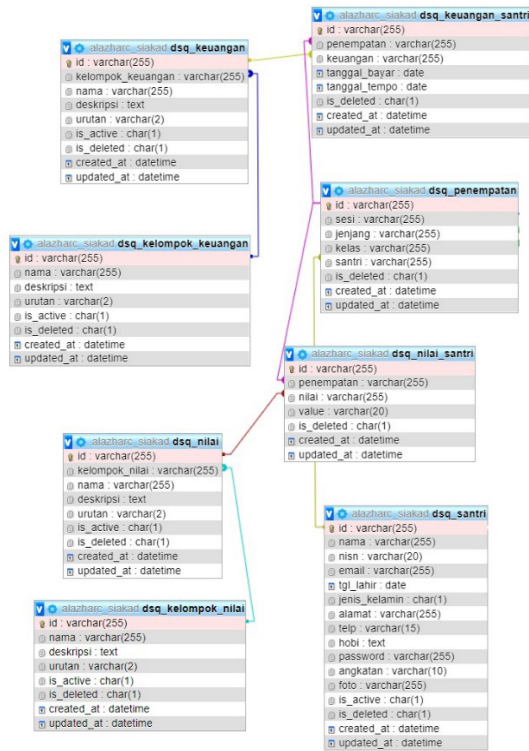 alazharc_siakad dsq_keuangan
id : varchar(255)
kelompok_keuangan : varchar(255)
nama : varchar(255)
deskripsi : text
urutan : varchar(2)
is_active : char(1)
is_deleted : char(1)
created_at : datetime
updated_at : datetime
alazharc_siakad dsq_keuangan_santri
id : varchar(255)
penempatan : varchar(255)
keuangan : varchar(255)
tanggal_bayar : date
tanggal_tempo : date
is_deleted : char(1)
created_at : datetime
updated_at : datetime
alazharc_siakad dsq_penempatan
id : varchar(255)
sesi : varchar(255)
jenjang : varchar(255)
kelas : varchar(255)
santri : varchar(255)
is_deleted : char(1)
created_at : datetime
updated_at : datetime
alazharc_siakad dsq_kelompok_keuangan
id : varchar(255)
nama : varchar(255)
deskripsi : text
urutan : varchar(2)
is_active : char(1)
is_deleted : char(1)
created_at : datetime
updated_at : datetime
alazharc_siakad dsq_nilai_santri
id : varchar(255)
penempatan : varchar(255)
nilai : varchar(255)
value : varchar(20)
is_deleted : char(1)
created_at : datetime
updated_at : datetime
alazharc_siakad dsq_nilai
id : varchar(255)
kelompok_nilai : varchar(255)
nama : varchar(255)
deskripsi : text
urutan : varchar(2)
is_active : char(1)
is_deleted : char(1)
created_at : datetime
updated_at : datetime
alazharc_siakad dsq_santri
id : varchar(255)
nama : varchar(255)
nisn : varchar(20)
email : varchar(255)
tgl_lahir : date
jenis_kelamin : char(1)
alamat : varchar(255)
telp : varchar(15)
hobi : text
password : varchar(255)
angkatan : varchar(10)
foto : varchar(255)
is_active : char(1)
is_deleted : char(1)
created_at : datetime
updated_at : datetime
alazharc_siakad dsq_kelompok_nilai
id : varchar(255)
nama : varchar(255)
deskripsi : text
urutan : varchar(2)
is_active : char(1)
is_deleted : char(1)
created_at : datetime
updated_at : datetime